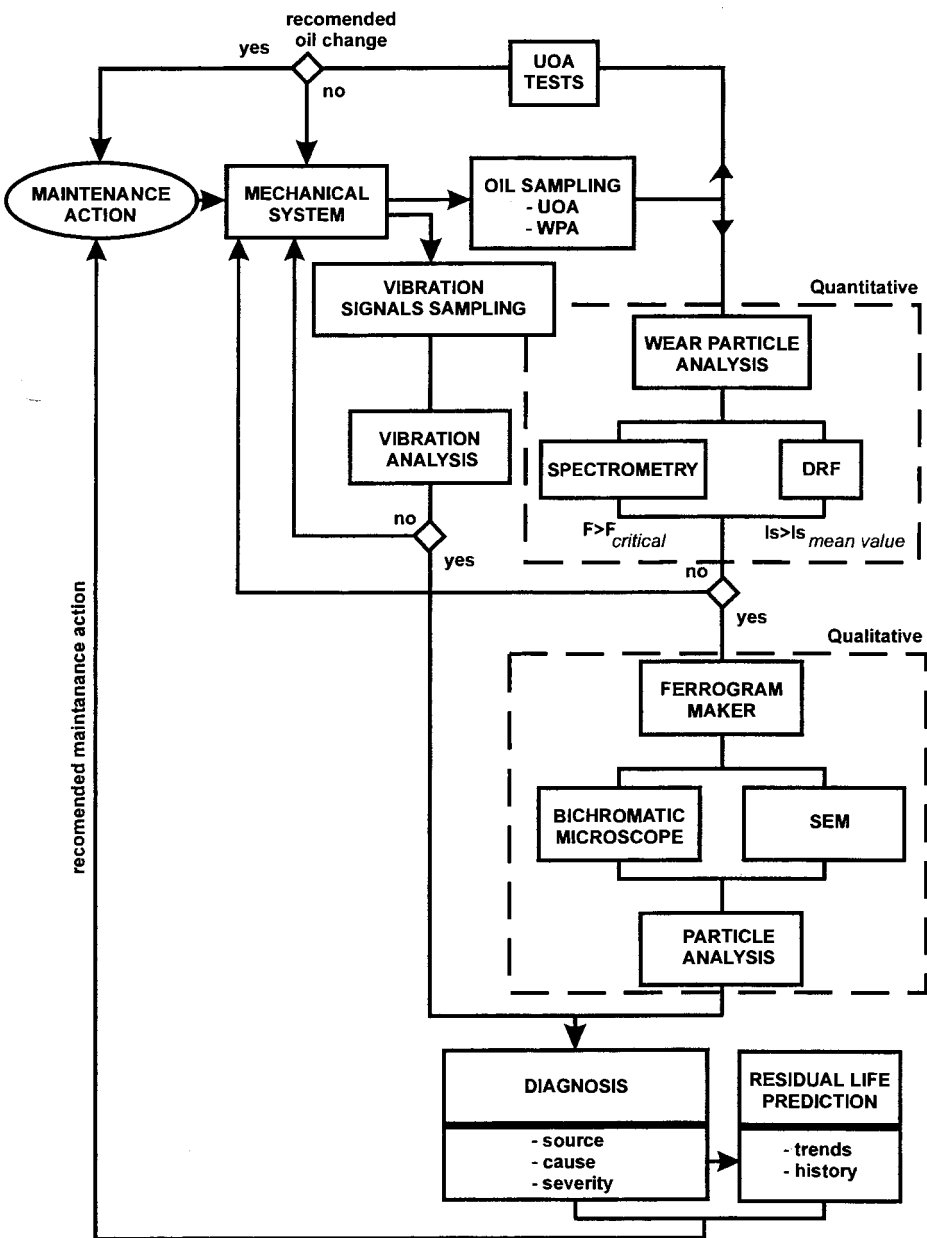 recomended
oil change
yes
no
UOA
TESTS
MAINTENANCE
ACTION
MECHANICAL
SYSTEM
OIL SAMPLING
- UOA
- WPA
VIBRATION
SIGNALS SAMPLING
Quantitative
WEAR PARTICLE
ANALYSIS
VIBRATION
ANALYSIS
SPECTROMETRY
DRF
F>F critical
Is>Is mean value
no
yes
no
yes
recomended maintanance action
Qualitative
FERROGRAM
MAKER
BICHROMATIC
MICROSCOPE
SEM
PARTICLE
ANALYSIS
DIAGNOSIS
- source
- cause
- severity
RESIDUAL LIFE
PREDICTION
- trends
- history